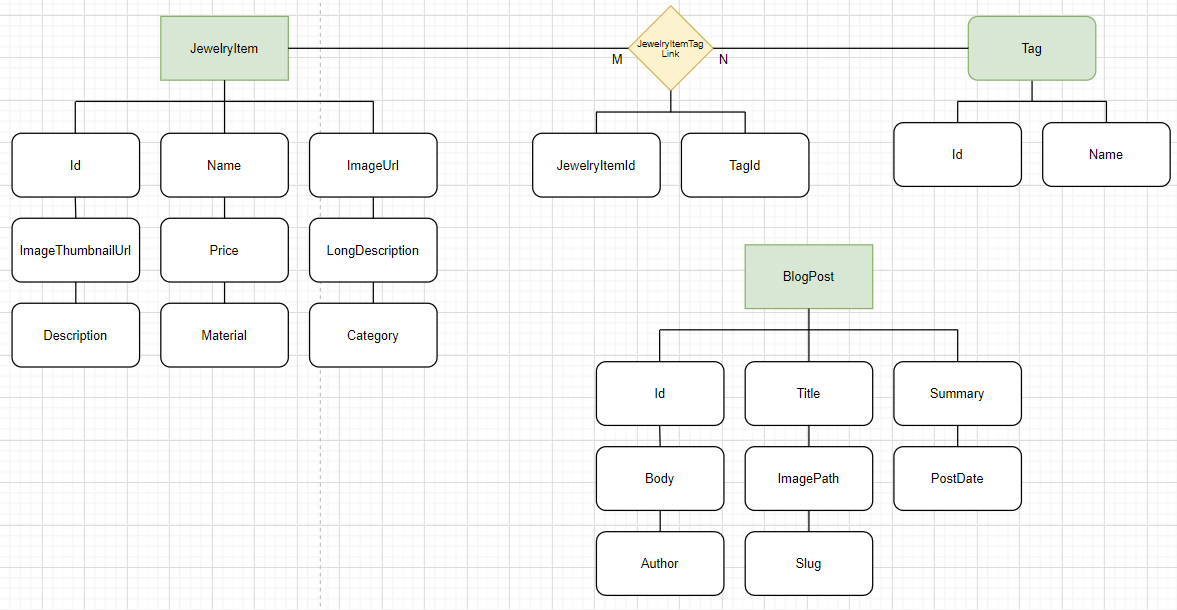 JewelryItem
JewelryItemTag
Link
M
N
Tag
Id
Name
ImageUrl
JewelryItemId
TagId
Id
Name
ImageThumbnailUrl
Price
LongDescription
Description
Material
Category
BlogPost
Id
Title
Summary
Body
ImagePath
PostDate
Author
Slug